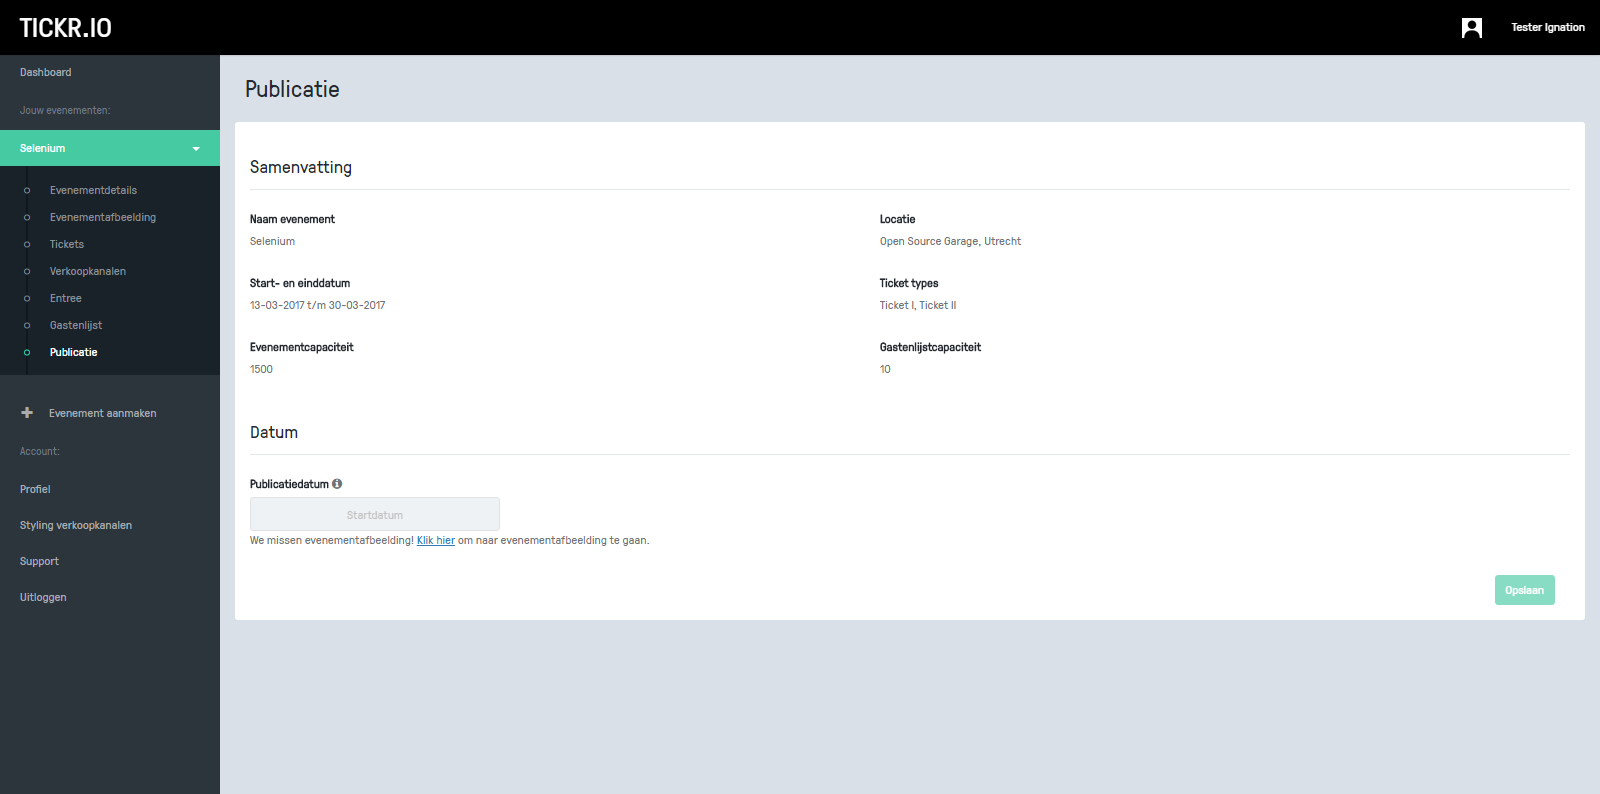 TICKR.IO
Tester Ignation
Dashboard
Jouw evenementen:
Selenium
Evenementdetails
Evenementafbeelding
Tickets
Verkoopkanalen
Entree
Gastenlijst
Publicatie
Evenement aanmaken
Account:
Profiel
Styling verkoopkanalen
Support
Uitloggen
Publicatie
Samenvatting
Naam evenement
Selenium
Locatie
Open Source Garage, Utrecht
Start- en einddatum
13-03-2017 t/m 30-03-2017
Ticket types
Ticket I, Ticket II
Evenementcapaciteit
1500
Gastenlijstcapaciteit
10
Datum
Publicatiedatum
Startdatum
We missen evenementafbeelding! Klik hier om naar evenementafbeelding te gaan.
Opslaan